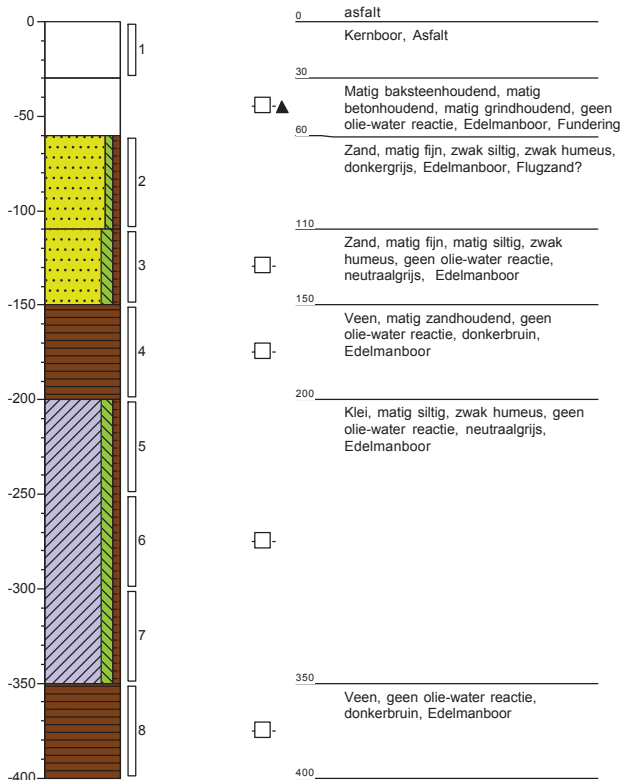 0
-50
-100
-150
-200
-250
-300
-350
-400
1
2
3
4
5
6
7
8
0 asfalt
Kernboor, Asfalt
30
Matig baksteenhoudend, matig
betonhoudend, matig grindhoudend, geen
olie-water reactie, Edelmanboor, Fundering
60
Zand, matig fijn, zwak siltig, zwak humeus,
donkergrijs, Edelmanboor, Flugzand?
110
Zand, matig fijn, matig siltig, zwak
humeus, geen olie-water reactie,
neutraalgrijs, Edelmanboor
150
Veen, matig zandhoudend, geen
olie-water reactie, donkerbruin,
Edelmanboor
200
Klei, matig siltig, zwak humeus, geen
olie-water reactie, neutraalgrijs,
Edelmanboor
350
Veen, geen olie-water reactie,
donkerbruin, Edelmanboor
400